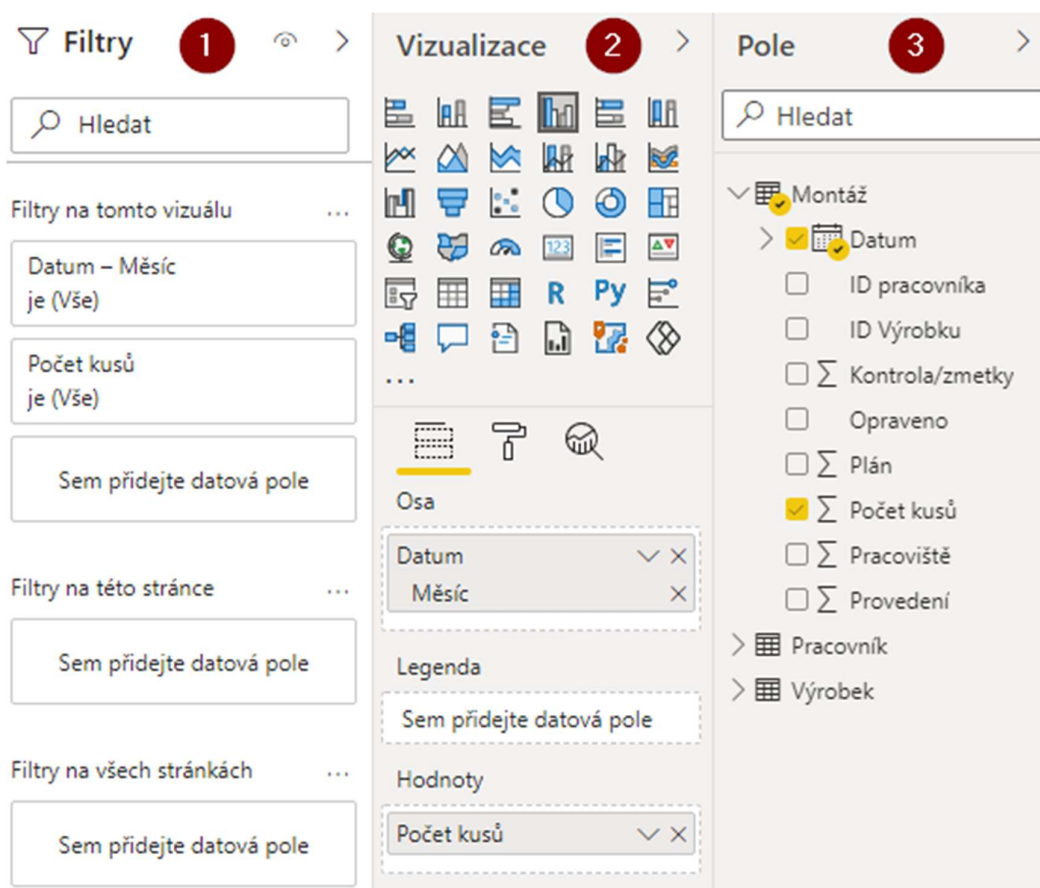 Filtry 1
Hledat
Filtry na tomto vizuálu ...
Datum – Měsíc
je (Vše)
Počet kusů
je (Vše)
Sem přidejte datová pole
Filtry na této stránce ...
Sem přidejte datová pole
Filtry na všech stránkách ...
Sem přidejte datová pole
Vizualizace 2
123
R Py
...
Osa
Datum
Měsíc
Legenda
Sem přidejte datová pole
Hodnoty
Počet kusů
Pole 3
Hledat
Montáž
Datum
ID pracovníka
ID Výrobku
Σ Kontrola/zmetky
Opraveno
Σ Plán
Σ Počet kusů
Σ Pracoviště
Σ Provedení
Pracovník
Výrobek